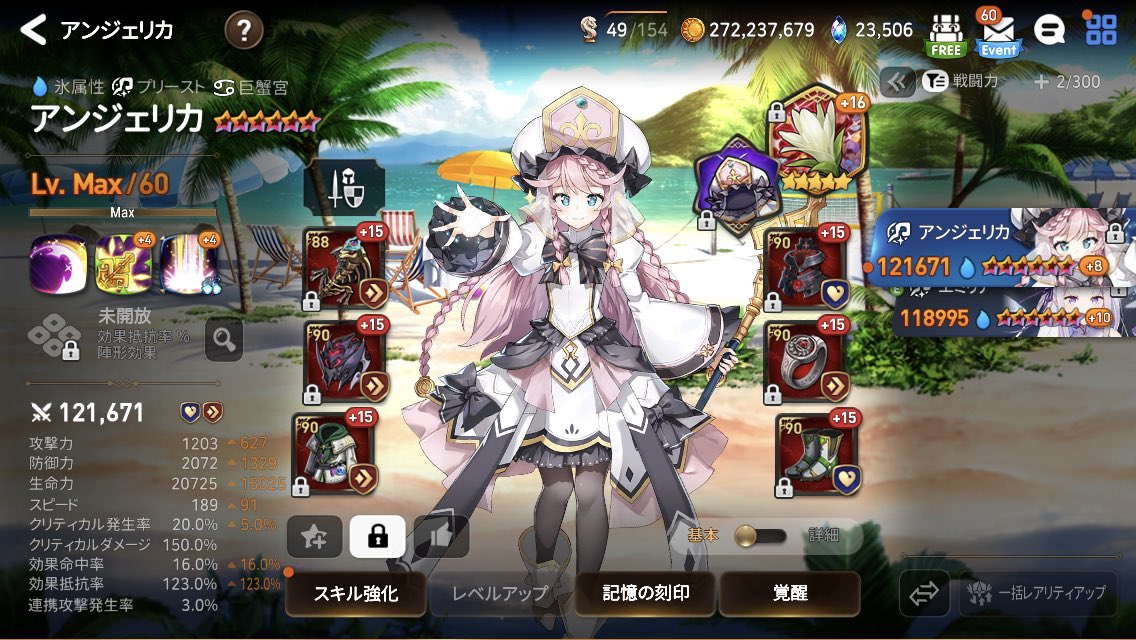 アンジェリカ
?
49/154
272,237,679
23,506
FREE
60
Event
氷属性 プリースト 巨蟹宮
アンジェリカ
戦闘力
2/300
Lv. Max/60
Max
+4
+4
未開放
効果抵抗率 %
陣形効果
121,671
攻撃力 1203 627
防御力 2072 1329
生命力 20725 15025
スピード 189 91
クリティカル発生率 20.0% 5.0%
クリティカルダメージ 150.0%
効果命中率 16.0% 16.0%
効果抵抗率 123.0% 123.0%
連携攻撃発生率 3.0%
88 +15
90 +15
90 +15
+16
90 +15
90 +15
90 +15
アンジェリカ
121671 +8
118995 +10
基本 詳細
スキル強化
レベルアップ
記憶の刻印
覚醒
一括レアリティアップ